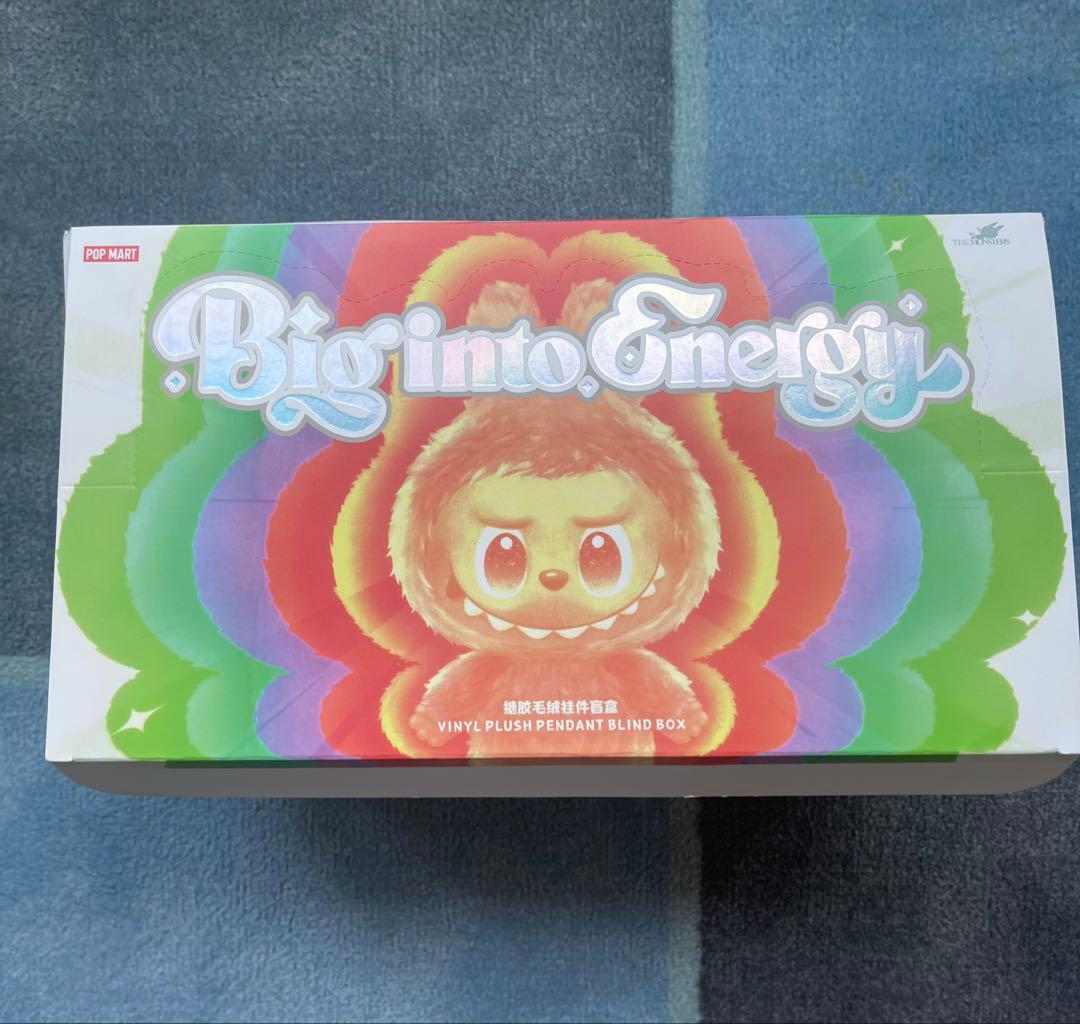 POP MART
THE MONSTERS
Big into Energy
搪胶毛绒挂件盲盒
VINYL PLUSH PENDANT BLIND BOX